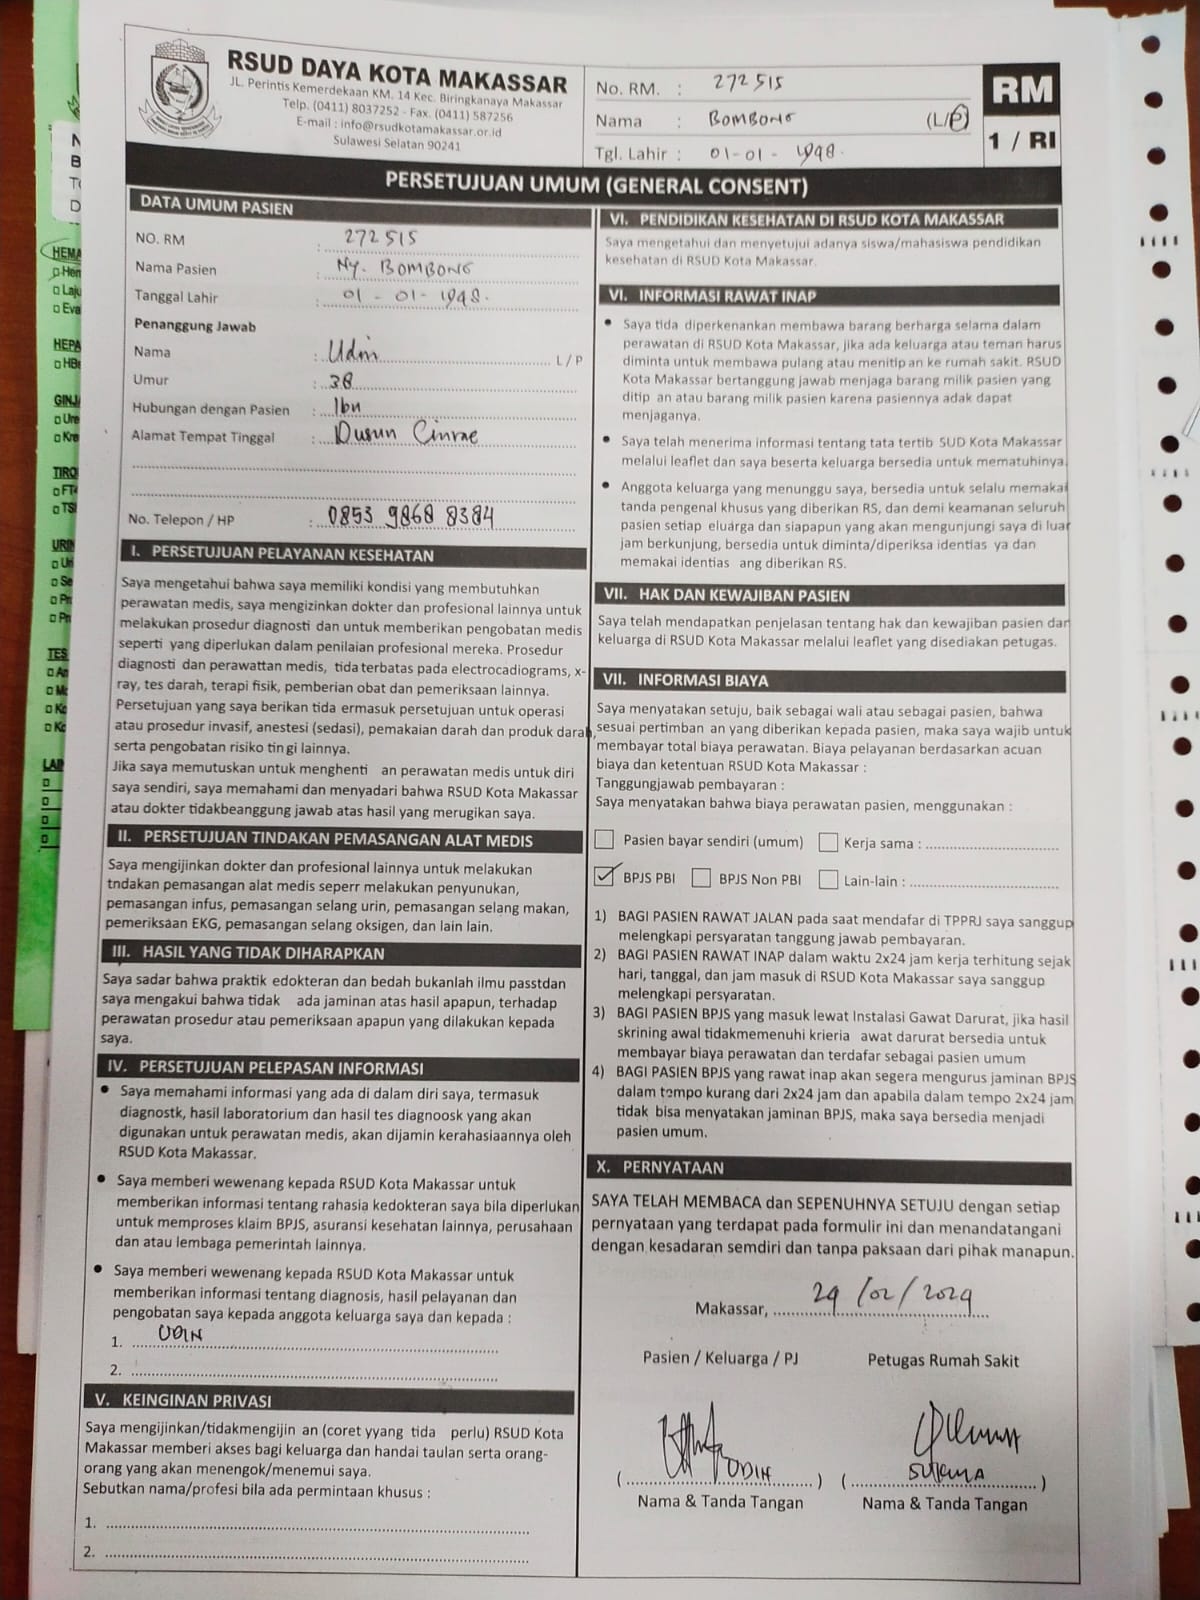 RSUD DAYA KOTA MAKASSAR
JL. Perintis Kemerdekaan KM. 14 Kec. Biringkanaya Makassar
Telp. (0411) 8037252 - Fax. (0411) 587256
E-mail : info@rsudkotamakassar.or.id
Sulawesi Selatan 90241
No. RM. : 272515
Nama : BOMBONG (L/P)
Tgl. Lahir : 01-01-1948.
RM
1 / RI
PERSETUJUAN UMUM (GENERAL CONSENT)
DATA UMUM PASIEN
NO. RM : 272515
Nama Pasien : NY. BOMBONG
Tanggal Lahir : 01-01-1948.
Penanggung Jawab
Nama : Udin L / P
Umur : 38
Hubungan dengan Pasien : Ibu
Alamat Tempat Tinggal : Dusun Cinrae
No. Telepon / HP : 0853 9868 8384
I. PERSETUJUAN PELAYANAN KESEHATAN
Saya mengetahui bahwa saya memiliki kondisi yang membutuhkan
perawatan medis, saya mengizinkan dokter dan profesional lainnya untuk
melakukan prosedur diagnosti dan untuk memberikan pengobatan medis
seperti yang diperlukan dalam penilaian profesional mereka. Prosedur
diagnosti dan perawattan medis, tida terbatas pada electrocadiograms, x-
ray, tes darah, terapi fisik, pemberian obat dan pemeriksaan lainnya.
Persetujuan yang saya berikan tida ermasuk persetujuan untuk operasi
atau prosedur invasif, anestesi (sedasi), pemakaian darah dan produk darah,
serta pengobatan risiko tin gi lainnya.
Jika saya memutuskan untuk menghenti an perawatan medis untuk diri
saya sendiri, saya memahami dan menyadari bahwa RSUD Kota Makassar
atau dokter tidakbeanggung jawab atas hasil yang merugikan saya.
II. PERSETUJUAN TINDAKAN PEMASANGAN ALAT MEDIS
Saya mengijinkan dokter dan profesional lainnya untuk melakukan
tndakan pemasangan alat medis seperr melakukan penyunukan,
pemasangan infus, pemasangan selang urin, pemasangan selang makan,
pemeriksaan EKG, pemasangan selang oksigen, dan lain lain.
III. HASIL YANG TIDAK DIHARAPKAN
Saya sadar bahwa praktik edokteran dan bedah bukanlah ilmu passtdan
saya mengakui bahwa tidak ada jaminan atas hasil apapun, terhadap
perawatan prosedur atau pemeriksaan apapun yang dilakukan kepada
saya.
IV. PERSETUJUAN PELEPASAN INFORMASI
• Saya memahami informasi yang ada di dalam diri saya, termasuk
diagnostk, hasil laboratorium dan hasil tes diagnoosk yang akan
digunakan untuk perawatan medis, akan dijamin kerahasiaannya oleh
RSUD Kota Makassar.
• Saya memberi wewenang kepada RSUD Kota Makassar untuk
memberikan informasi tentang rahasia kedokteran saya bila diperlukan
untuk memproses klaim BPJS, asuransi kesehatan lainnya, perusahaan
dan atau lembaga pemerintah lainnya.
• Saya memberi wewenang kepada RSUD Kota Makassar untuk
memberikan informasi tentang diagnosis, hasil pelayanan dan
pengobatan saya kepada anggota keluarga saya dan kepada :
1. UDIN
2.
V. KEINGINAN PRIVASI
Saya mengijinkan/tidakmengijin an (coret yyang tida perlu) RSUD Kota
Makassar memberi akses bagi keluarga dan handai taulan serta orang-
orang yang akan menengok/menemui saya.
Sebutkan nama/profesi bila ada permintaan khusus :
1.
2.
VI. PENDIDIKAN KESEHATAN DI RSUD KOTA MAKASSAR
Saya mengetahui dan menyetujui adanya siswa/mahasiswa pendidikan
kesehatan di RSUD Kota Makassar.
VI. INFORMASI RAWAT INAP
• Saya tida diperkenankan membawa barang berharga selama dalam
perawatan di RSUD Kota Makassar, jika ada keluarga atau teman harus
diminta untuk membawa pulang atau menitip an ke rumah sakit. RSUD
Kota Makassar bertanggung jawab menjaga barang milik pasien yang
ditip an atau barang milik pasien karena pasiennya adak dapat
menjaganya.
• Saya telah menerima informasi tentang tata tertib SUD Kota Makassar
melalui leaflet dan saya beserta keluarga bersedia untuk mematuhinya.
• Anggota keluarga yang menunggu saya, bersedia untuk selalu memakai
tanda pengenal khusus yang diberikan RS, dan demi keamanan seluruh
pasien setiap eluarga dan siapapun yang akan mengunjungi saya di luar
jam berkunjung, bersedia untuk diminta/diperiksa identias ya dan
memakai identias ang diberikan RS.
VII. HAK DAN KEWAJIBAN PASIEN
Saya telah mendapatkan penjelasan tentang hak dan kewajiban pasien dan
keluarga di RSUD Kota Makassar melalui leaflet yang disediakan petugas.
VII. INFORMASI BIAYA
Saya menyatakan setuju, baik sebagai wali atau sebagai pasien, bahwa
sesuai pertimban an yang diberikan kepada pasien, maka saya wajib untuk
membayar total biaya perawatan. Biaya pelayanan berdasarkan acuan
biaya dan ketentuan RSUD Kota Makassar :
Tanggungjawab pembayaran :
Saya menyatakan bahwa biaya perawatan pasien, menggunakan :
Pasien bayar sendiri (umum) Kerja sama :
BPJS PBI BPJS Non PBI Lain-lain :
1) BAGI PASIEN RAWAT JALAN pada saat mendafar di TPPRJ saya sanggup
melengkapi persyaratan tanggung jawab pembayaran.
2) BAGI PASIEN RAWAT INAP dalam waktu 2x24 jam kerja terhitung sejak
hari, tanggal, dan jam masuk di RSUD Kota Makassar saya sanggup
melengkapi persyaratan.
3) BAGI PASIEN BPJS yang masuk lewat Instalasi Gawat Darurat, jika hasil
skrining awal tidakmemenuhi krieria awat darurat bersedia untuk
membayar biaya perawatan dan terdafar sebagai pasien umum
4) BAGI PASIEN BPJS yang rawat inap akan segera mengurus jaminan BPJS
dalam tempo kurang dari 2x24 jam dan apabila dalam tempo 2x24 jam
tidak bisa menyatakan jaminan BPJS, maka saya bersedia menjadi
pasien umum.
X. PERNYATAAN
SAYA TELAH MEMBACA dan SEPENUHNYA SETUJU dengan setiap
pernyataan yang terdapat pada formulir ini dan menandatangani
dengan kesadaran semdiri dan tanpa paksaan dari pihak manapun.
Makassar, 29/02/2024
Pasien / Keluarga / PJ Petugas Rumah Sakit
(UDIN) (SUKMA)
Nama & Tanda Tangan Nama & Tanda Tangan